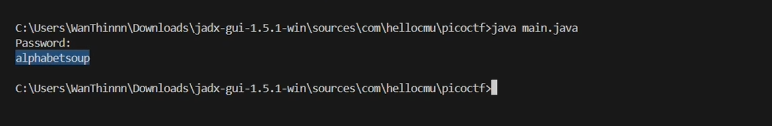 C:\Users\WanThinnn\Downloads\jadx-gui-1.5.1-win\sources\com\hellocmu\picoctf>java main.java
Password:
alphabetsoup
C:\Users\WanThinnn\Downloads\jadx-gui-1.5.1-win\sources\com\hellocmu\picoctf>